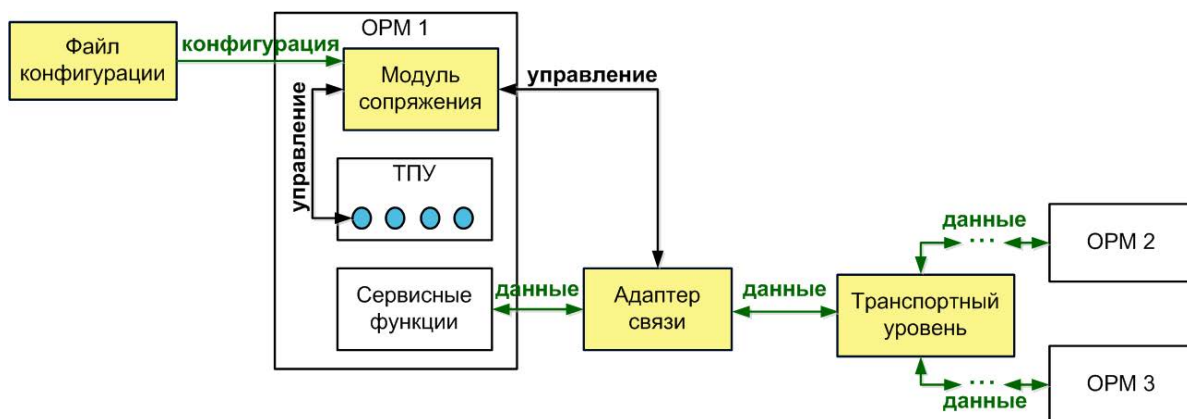 Файл
конфигурации
конфигурация
ОРМ 1
Модуль
сопряжения
управление
управление
ТПУ
Сервисные
функции
данные
Адаптер
связи
данные
Транспортный
уровень
данные
...
ОРМ 2
...
данные
ОРМ 3